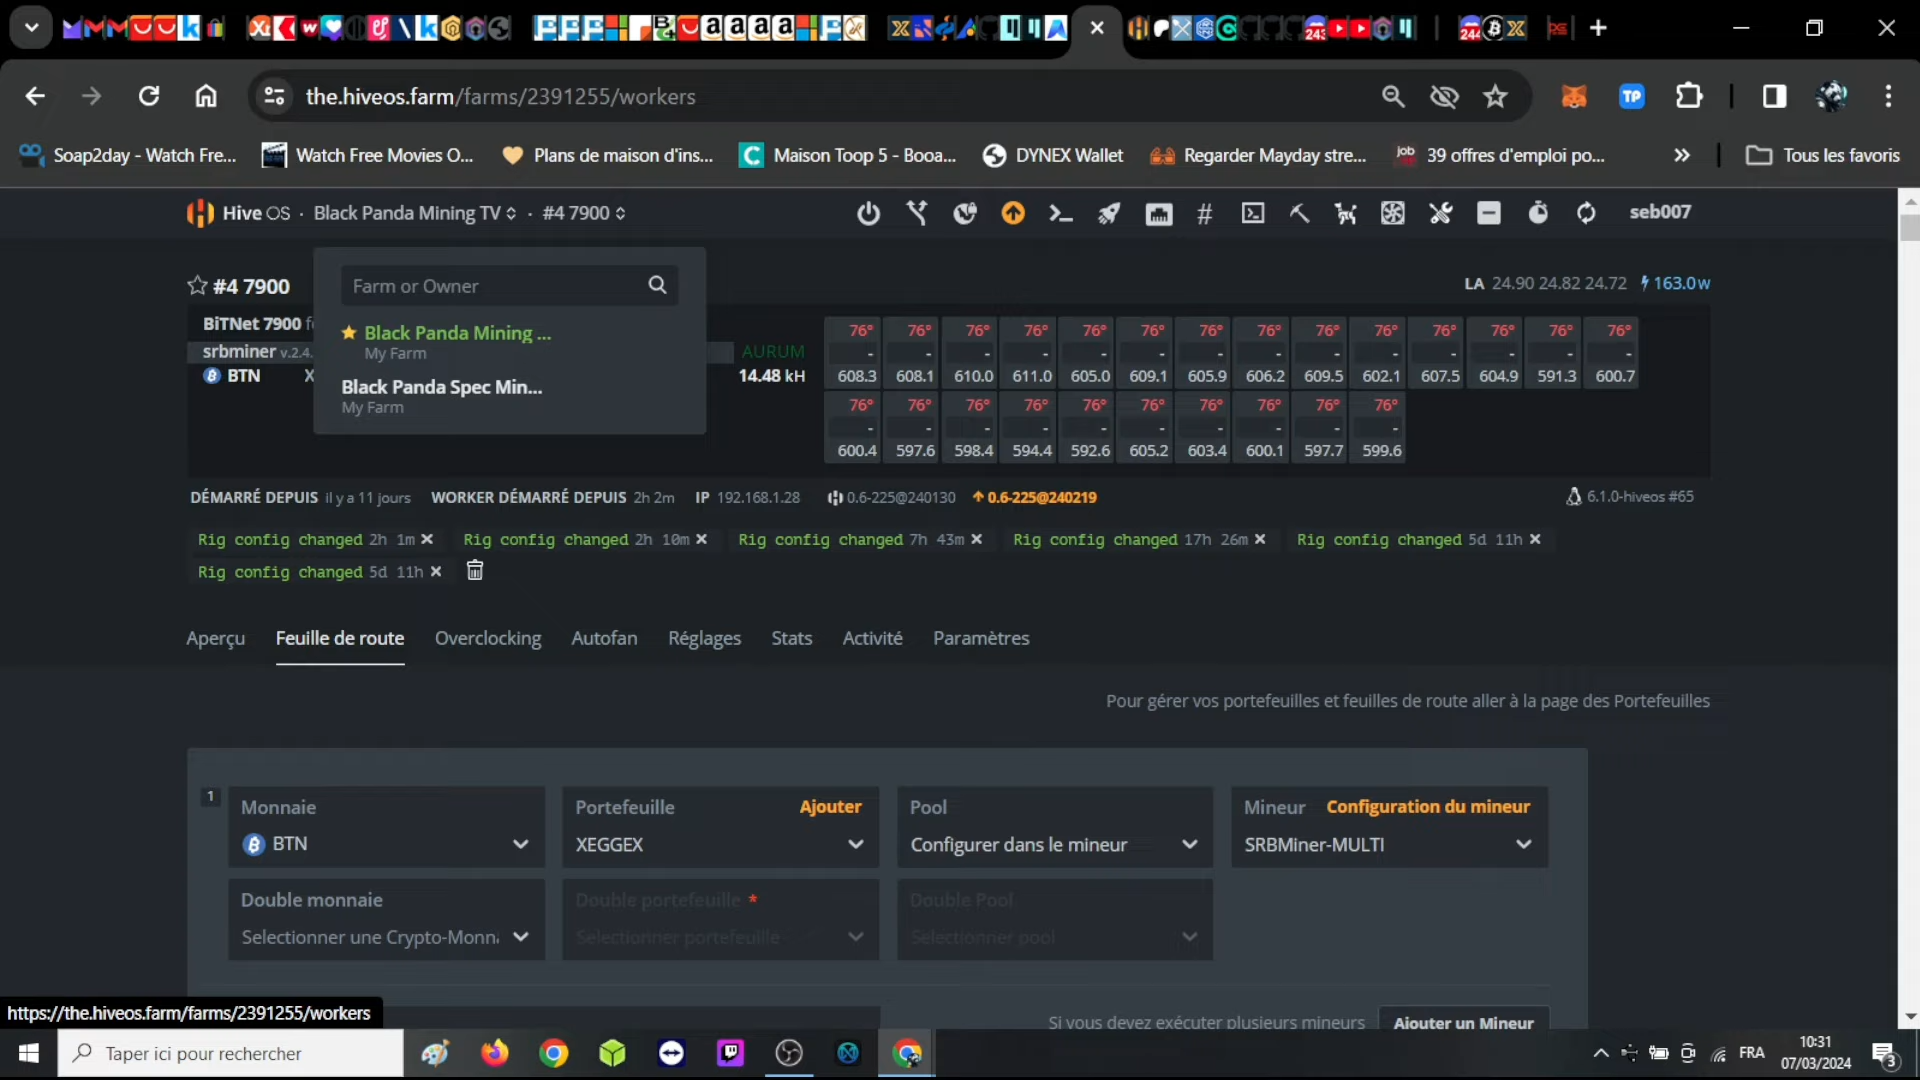 the.hiveos.farm/farms/2391255/workers
Soap2day - Watch Fre...
Watch Free Movies O...
Plans de maison d'ins...
Maison Toop 5 - Booa...
DYNEX Wallet
Regarder Mayday stre...
39 offres d'emploi po...
Tous les favoris
Hive OS · Black Panda Mining TV · #4 7900
seb007
#4 7900
Farm or Owner
LA 24.90 24.82 24.72 163.0w
BiTNet 7900
Black Panda Mining ...
My Farm
srbminer v.2.4.
AURUM
BTN X
14.48 kH
Black Panda Spec Min...
My Farm
76° 76° 76° 76° 76° 76° 76° 76° 76° 76° 76° 76° 76° 76°
- - - - - - - - - - - - - -
608.3 608.1 610.0 611.0 605.0 609.1 605.9 606.2 609.5 602.1 607.5 604.9 591.3 600.7
76° 76° 76° 76° 76° 76° 76° 76° 76° 76°
- - - - - - - - - -
600.4 597.6 598.4 594.4 592.6 605.2 603.4 600.1 597.7 599.6
DÉMARRÉ DEPUIS il y a 11 jours WORKER DÉMARRÉ DEPUIS 2h 2m IP 192.168.1.28 0.6-225@240130 0.6-225@240219 6.1.0-hiveos #65
Rig config changed 2h 1m Rig config changed 2h 10m Rig config changed 7h 43m Rig config changed 17h 26m Rig config changed 5d 11h
Rig config changed 5d 11h
Aperçu Feuille de route Overclocking Autofan Réglages Stats Activité Paramètres
Pour gérer vos portefeuilles et feuilles de route aller à la page des Portefeuilles
1
Monnaie
BTN
Portefeuille Ajouter
XEGGEX
Pool
Configurer dans le mineur
Mineur Configuration du mineur
SRBMiner-MULTI
Double monnaie
Selectionner une Crypto-Monn
Double portefeuille *
Selectionner portefeuille
Double Pool
Selectionner pool
Si vous devez exécuter plusieurs mineurs Ajouter un Mineur
https://the.hiveos.farm/farms/2391255/workers
Taper ici pour rechercher
FRA
10:31
07/03/2024
3